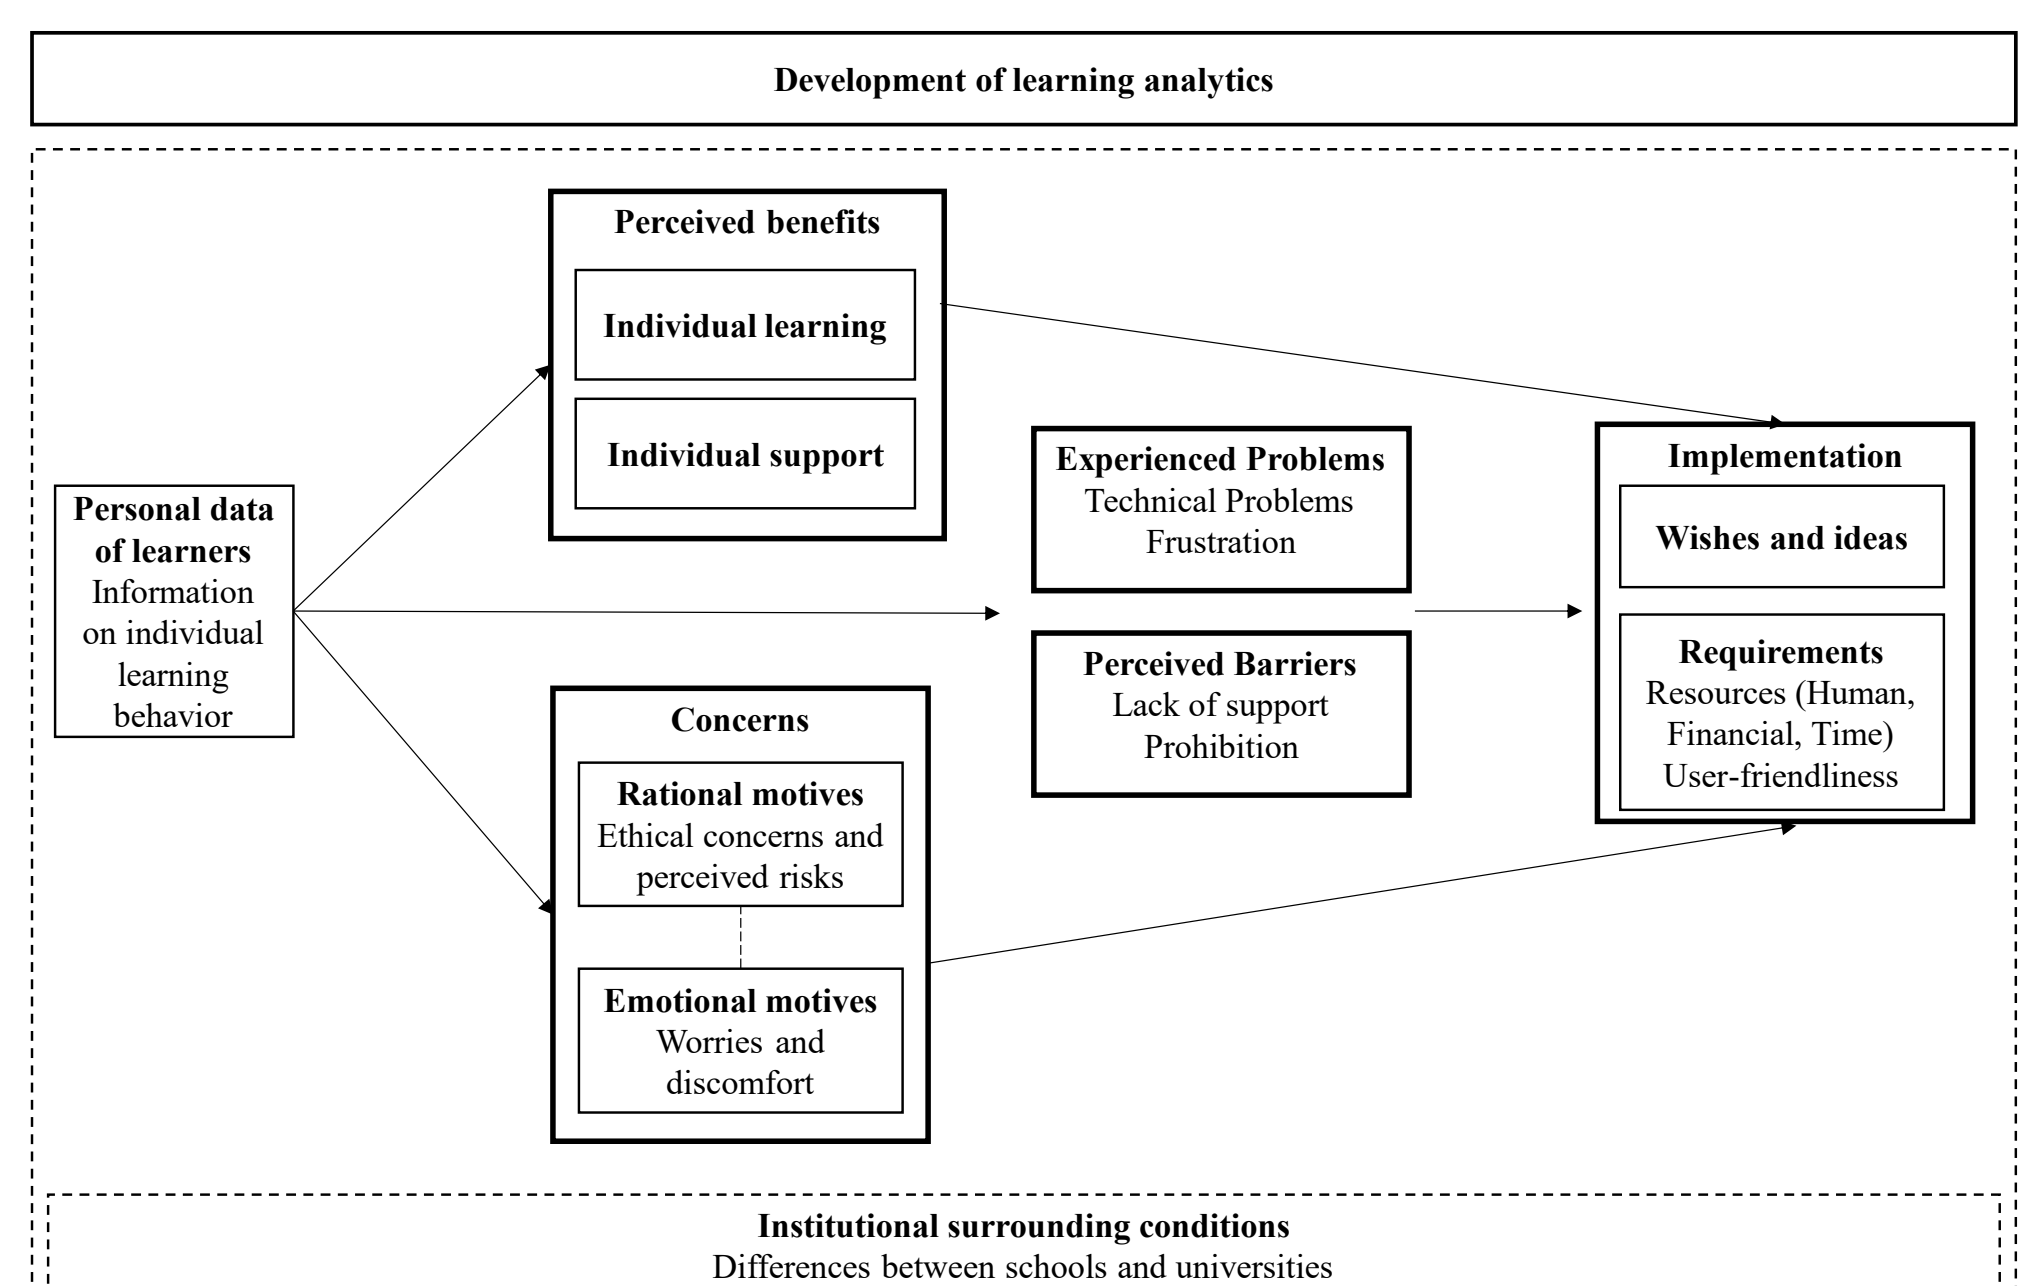 Development of learning analytics
Perceived benefits
Individual learning
Individual support
Personal data
of learners
Information
on individual
learning
behavior
Experienced Problems
Technical Problems
Frustration
Perceived Barriers
Lack of support
Prohibition
Concerns
Rational motives
Ethical concerns and
perceived risks
Emotional motives
Worries and
discomfort
Implementation
Wishes and ideas
Requirements
Resources (Human,
Financial, Time)
User-friendliness
Institutional surrounding conditions
Differences between schools and universities